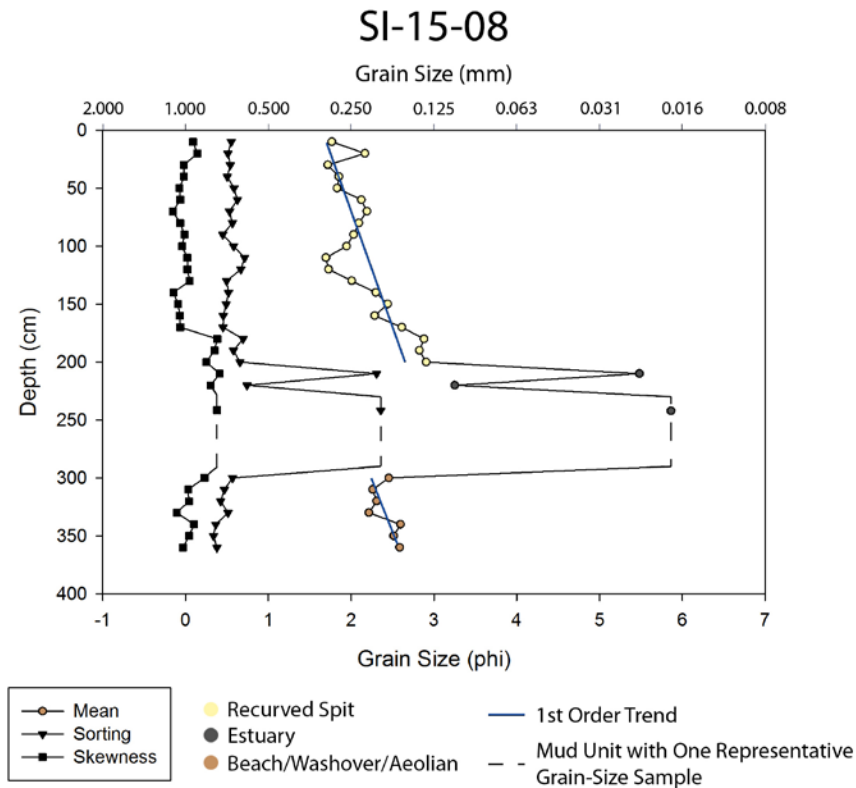 SI-15-08
Grain Size (mm)
2.000 1.000 0.500 0.250 0.125 0.063 0.031 0.016 0.008
0
50
100
150
200
250
300
350
400
Depth (cm)
-1 0 1 2 3 4 5 6 7
Grain Size (phi)
Mean
Sorting
Skewness
Recurved Spit
Estuary
Beach/Washover/Aeolian
1st Order Trend
Mud Unit with One Representative
Grain-Size Sample